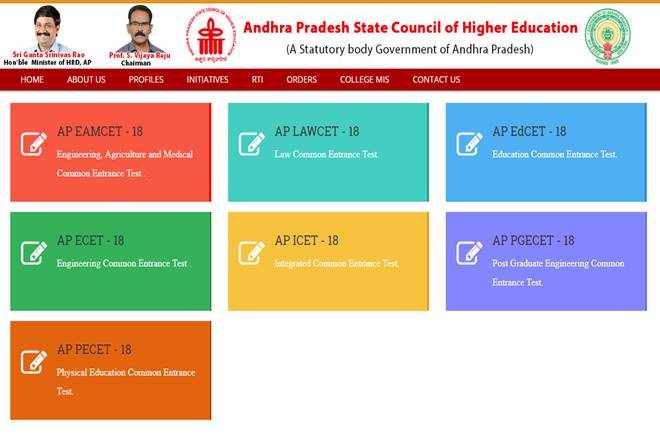 Andhra Pradesh State Council of Higher Education
(A Statutory body Government of Andhra Pradesh)
Sri Ganta Srinivas Rao
Hon'ble Minister of HRD, AP
Prof. S. Vijaya Raju
Chairman
HOME ABOUT US PROFILES INITIATIVES RTI ORDERS COLLEGE MIS CONTACT US
AP EAMCET - 18
Engineering, Agriculture and Medical
Common Entrance Test .
AP LAWCET - 18
Law Common Entrance Test.
AP EdCET - 18
Education Common Entrance Test.
AP ECET - 18
Engineering Common Entrance Test .
AP ICET - 18
Integrated Common Entrance Test.
AP PGECET - 18
Post Graduate Engineering Common
Entrance Test.
AP PECET - 18
Physical Education Common Entrance
Test.